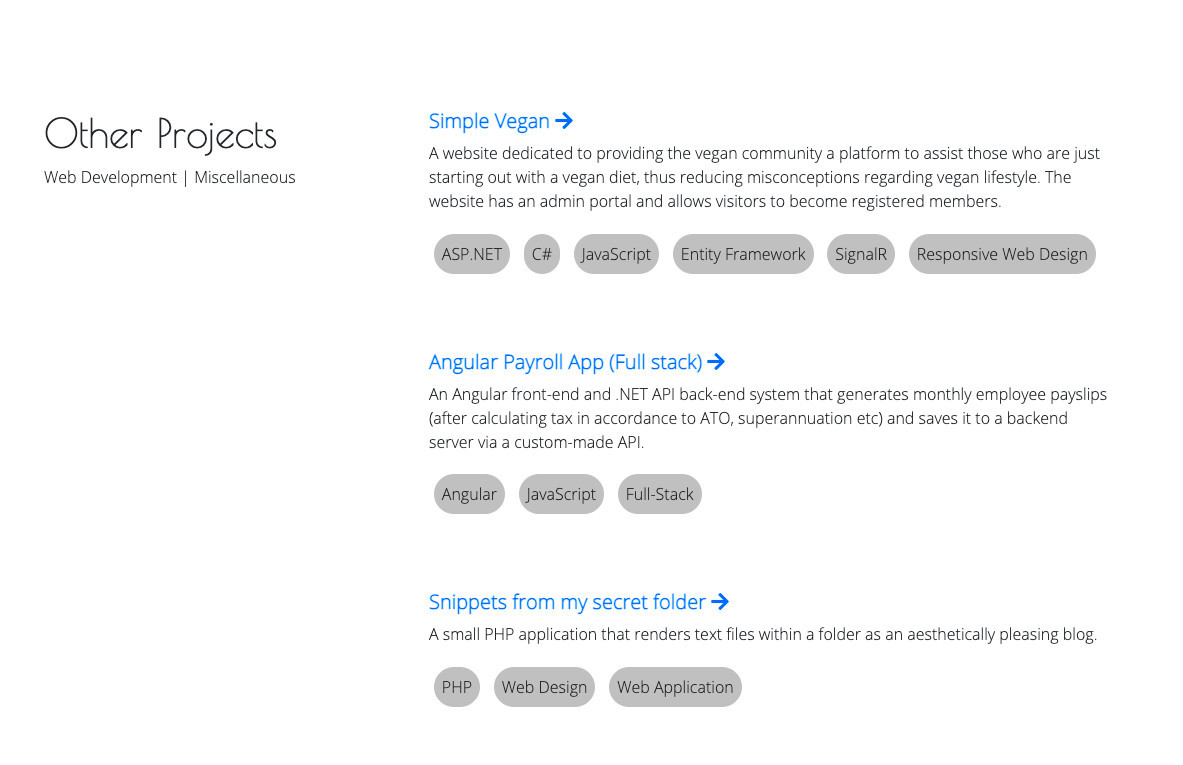 Other Projects
Web Development | Miscellaneous
Simple Vegan
A website dedicated to providing the vegan community a platform to assist those who are just
starting out with a vegan diet, thus reducing misconceptions regarding vegan lifestyle. The
website has an admin portal and allows visitors to become registered members.
ASP.NET C# JavaScript Entity Framework SignalR Responsive Web Design
Angular Payroll App (Full stack)
An Angular front-end and .NET API back-end system that generates monthly employee payslips
(after calculating tax in accordance to ATO, superannuation etc) and saves it to a backend
server via a custom-made API.
Angular JavaScript Full-Stack
Snippets from my secret folder
A small PHP application that renders text files within a folder as an aesthetically pleasing blog.
PHP Web Design Web Application